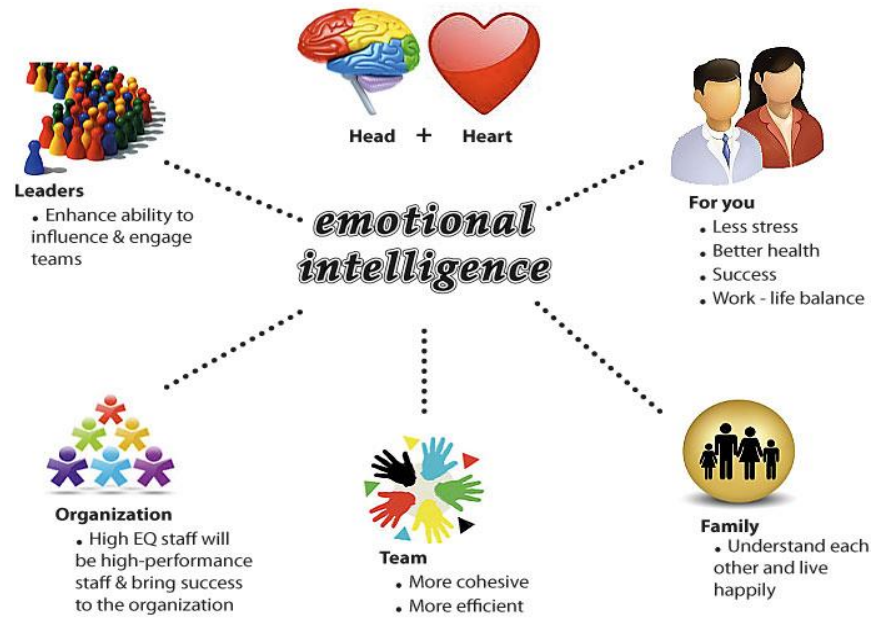 Head + Heart
emotional
intelligence
Leaders
• Enhance ability to
influence & engage
teams
For you
• Less stress
• Better health
• Success
• Work - life balance
Organization
• High EQ staff will
be high-performance
staff & bring success
to the organization
Team
• More cohesive
• More efficient
Family
• Understand each
other and live
happily